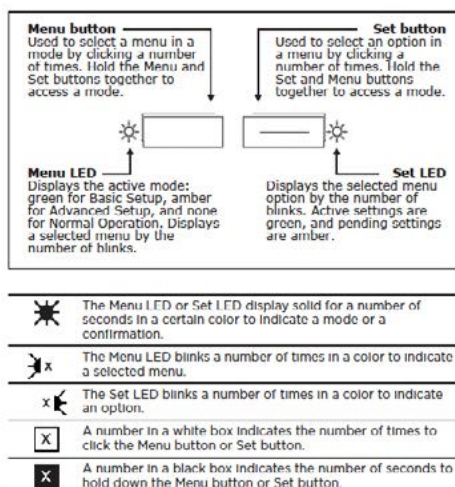 Menu button
Used to select a menu in a
mode by clicking a number
of times. Hold the Menu and
Set buttons together to
access a mode.
Set button
Used to select an option in
a menu by clicking a
number of times. Hold the
Set and Menu buttons
together to access a mode.
Menu LED
Displays the active mode:
green for Basic Setup, amber
for Advanced Setup, and none
for Normal Operation. Displays
a selected menu by the
number of blinks.
Set LED
Displays the selected menu
option by the number of
blinks. Active settings are
green, and pending settings
are amber.
The Menu LED or Set LED display solid for a number of
seconds in a certain color to indicate a mode or a
confirmation.
x
The Menu LED blinks a number of times in a color to indicate
a selected menu.
x
The Set LED blinks a number of times in a color to indicate
an option.
x
A number in a white box indicates the number of times to
click the Menu button or Set button.
x
A number in a black box indicates the number of seconds to
hold down the Menu button or Set button.